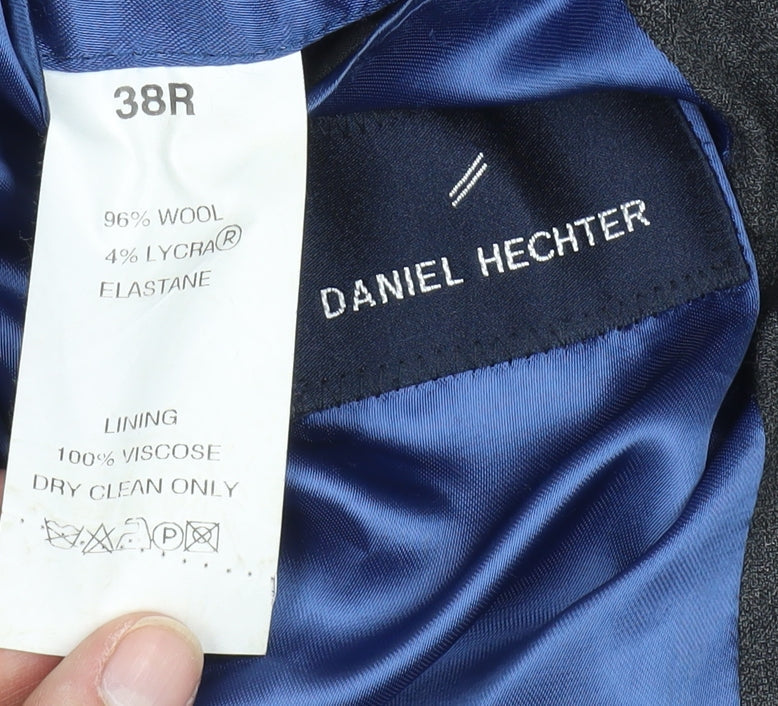 38R
96% WOOL
4% LYCRA®
ELASTANE
LINING
100% VISCOSE
DRY CLEAN ONLY
P
DANIEL HECHTER